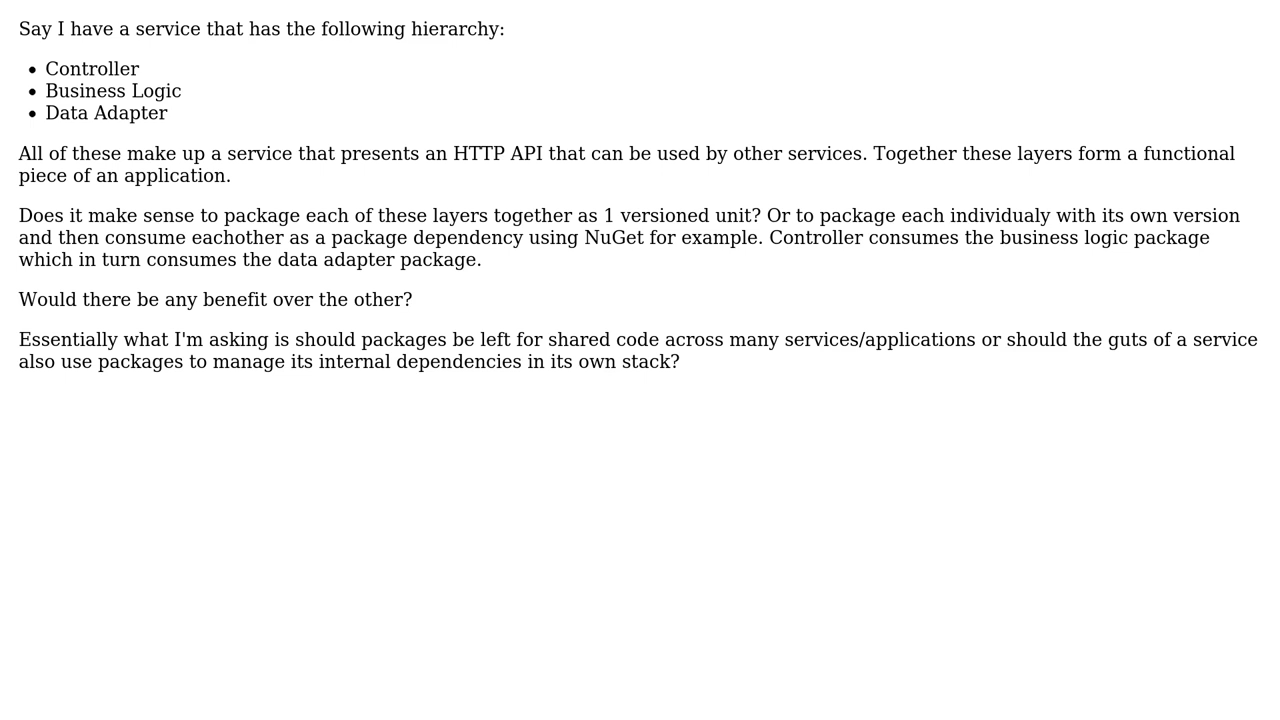 Say I have a service that has the following hierarchy:
• Controller
• Business Logic
• Data Adapter
All of these make up a service that presents an HTTP API that can be used by other services. Together these layers form a functional
piece of an application.
Does it make sense to package each of these layers together as 1 versioned unit? Or to package each individualy with its own version
and then consume eachother as a package dependency using NuGet for example. Controller consumes the business logic package
which in turn consumes the data adapter package.
Would there be any benefit over the other?
Essentially what I'm asking is should packages be left for shared code across many services/applications or should the guts of a service
also use packages to manage its internal dependencies in its own stack?